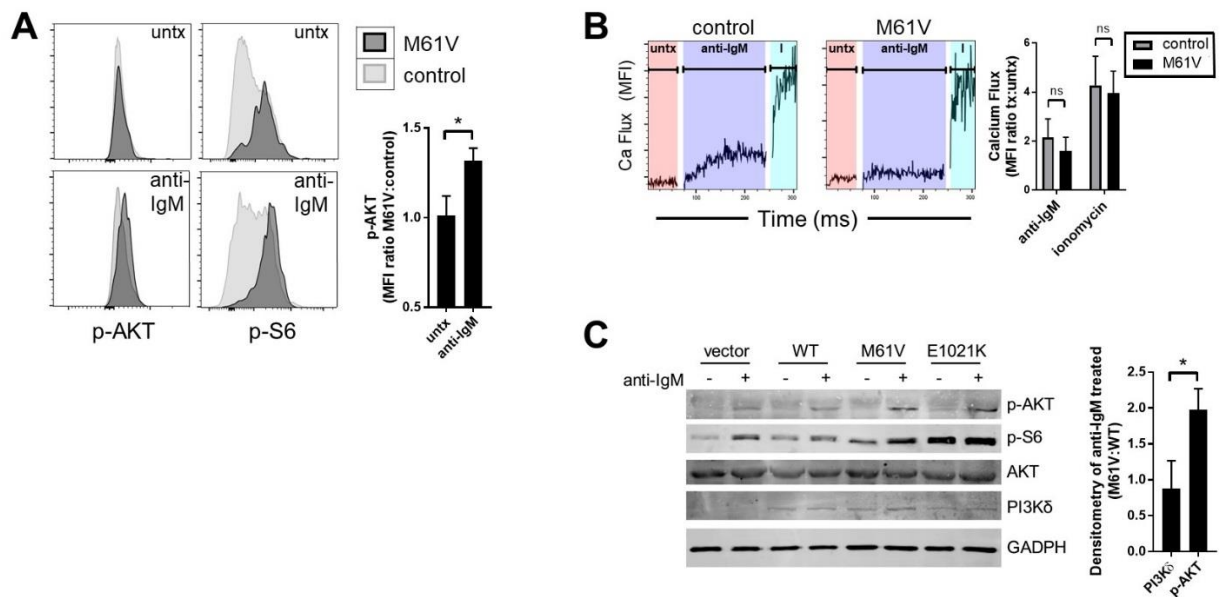 A
untx
untx
M61V
control
anti-
IgM
anti-
IgM
p-AKT
p-S6
*
p-AKT
(MFI ratio M61V:control)
1.5
1.0
0.5
untx
anti-IgM
B
control
M61V
untx
anti-IgM
I
untx
anti-IgM
I
Ca Flux (MFI)
100
200
300
100
200
300
Time (ms)
Calcium Flux
(MFI ratio tx:untx)
6
4
2
0
ns
ns
anti-IgM
ionomycin
control
M61V
C
vector
WT
M61V
E1021K
anti-IgM
- + - + - + - +
p-AKT
p-S6
AKT
PI3Kδ
GADPH
Densitometry of anti-IgM treated
(M61V:WT)
2.5
2.0
1.5
1.0
0.5
0.0
*
PI3Kδ
p-AKT